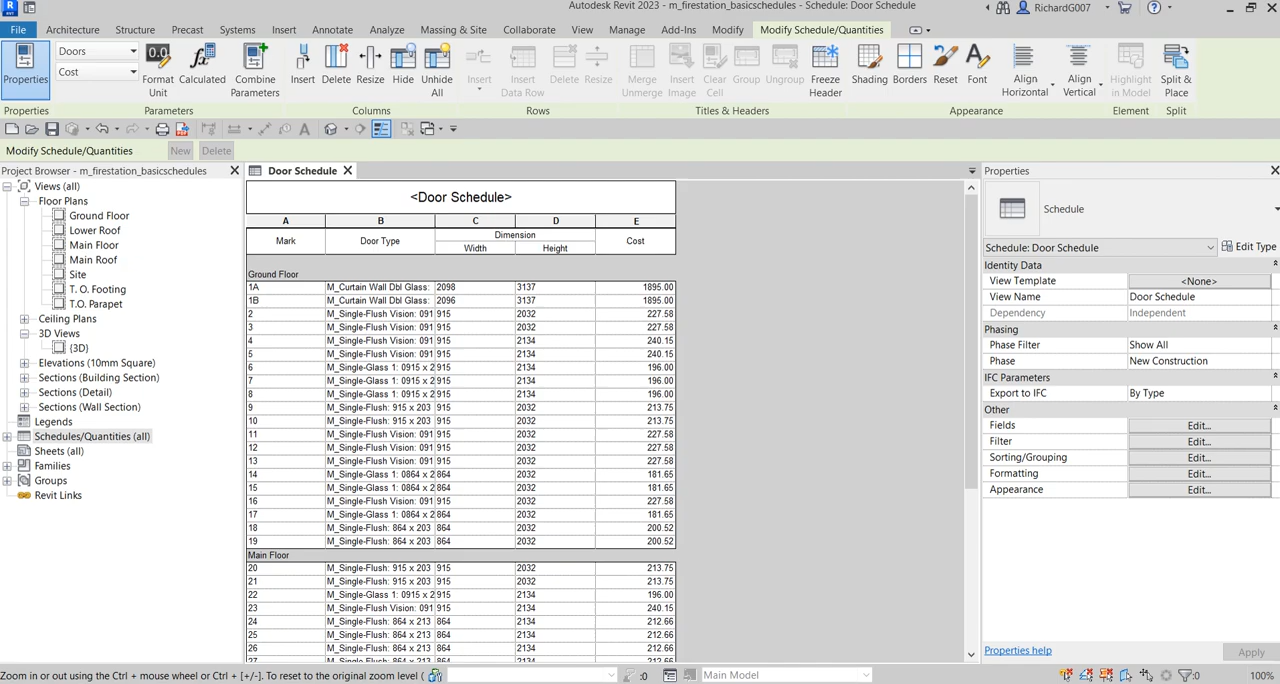 Autodesk Revit 2023 - m_firestation_basicschedules - Schedule: Door Schedule
RichardG007
File Architecture Structure Precast Systems Insert Annotate Analyze Massing & Site Collaborate View Manage Add-Ins Modify Modify Schedule/Quantities
Properties
Doors
Cost
Format Unit
Calculated
Combine Parameters
Insert
Delete
Resize
Hide
Unhide All
Insert
Insert Data Row
Delete
Resize
Merge Unmerge
Insert Image
Clear Cell
Group
Ungroup
Freeze Header
Shading
Borders
Reset
Font
Align Horizontal
Align Vertical
Highlight in Model
Split & Place
Properties Parameters Columns Rows Titles & Headers Appearance Element Split
Modify Schedule/Quantities New Delete
Project Browser - m_firestation_basicschedules
Views (all)
Floor Plans
Ground Floor
Lower Roof
Main Floor
Main Roof
Site
T. O. Footing
T.O. Parapet
Ceiling Plans
3D Views
{3D}
Elevations (10mm Square)
Sections (Building Section)
Sections (Detail)
Sections (Wall Section)
Legends
Schedules/Quantities (all)
Sheets (all)
Families
Groups
Revit Links
Door Schedule
<Door Schedule>
A B C D E
Mark Door Type Dimension Cost
Width Height
Ground Floor
1A M_Curtain Wall Dbl Glass: 2098 3137 1895.00
1B M_Curtain Wall Dbl Glass: 2096 3137 1895.00
2 M_Single-Flush Vision: 091 915 2032 227.58
3 M_Single-Flush Vision: 091 915 2032 227.58
4 M_Single-Flush Vision: 091 915 2134 240.15
5 M_Single-Flush Vision: 091 915 2134 240.15
6 M_Single-Glass 1: 0915 x 2 915 2134 196.00
7 M_Single-Glass 1: 0915 x 2 915 2134 196.00
8 M_Single-Glass 1: 0915 x 2 915 2134 196.00
9 M_Single-Flush: 915 x 203 915 2032 213.75
10 M_Single-Flush: 915 x 203 915 2032 213.75
11 M_Single-Flush Vision: 091 915 2032 227.58
12 M_Single-Flush Vision: 091 915 2032 227.58
13 M_Single-Flush Vision: 091 915 2032 227.58
14 M_Single-Glass 1: 0864 x 2 864 2032 181.65
15 M_Single-Glass 1: 0864 x 2 864 2032 181.65
16 M_Single-Flush Vision: 091 915 2032 227.58
17 M_Single-Glass 1: 0864 x 2 864 2032 181.65
18 M_Single-Flush: 864 x 203 864 2032 200.52
19 M_Single-Flush: 864 x 203 864 2032 200.52
Main Floor
20 M_Single-Flush: 915 x 203 915 2032 213.75
21 M_Single-Flush: 915 x 203 915 2032 213.75
22 M_Single-Glass 1: 0915 x 2 915 2134 196.00
23 M_Single-Flush Vision: 091 915 2134 240.15
24 M_Single-Flush: 864 x 213 864 2134 212.66
25 M_Single-Flush: 864 x 213 864 2134 212.66
26 M_Single-Flush: 864 x 213 864 2134 212.66
27 M_Single-Flush: 864 x 213 864 2134 212.66
Properties
Schedule
Schedule: Door Schedule Edit Type
Identity Data
View Template <None>
View Name Door Schedule
Dependency Independent
Phasing
Phase Filter Show All
Phase New Construction
IFC Parameters
Export to IFC By Type
Other
Fields Edit...
Filter Edit...
Sorting/Grouping Edit...
Formatting Edit...
Appearance Edit...
Properties help Apply
Zoom in or out using the Ctrl + mouse wheel or Ctrl + [+/-]. To reset to the original zoom level ( :0 Main Model :0 100%